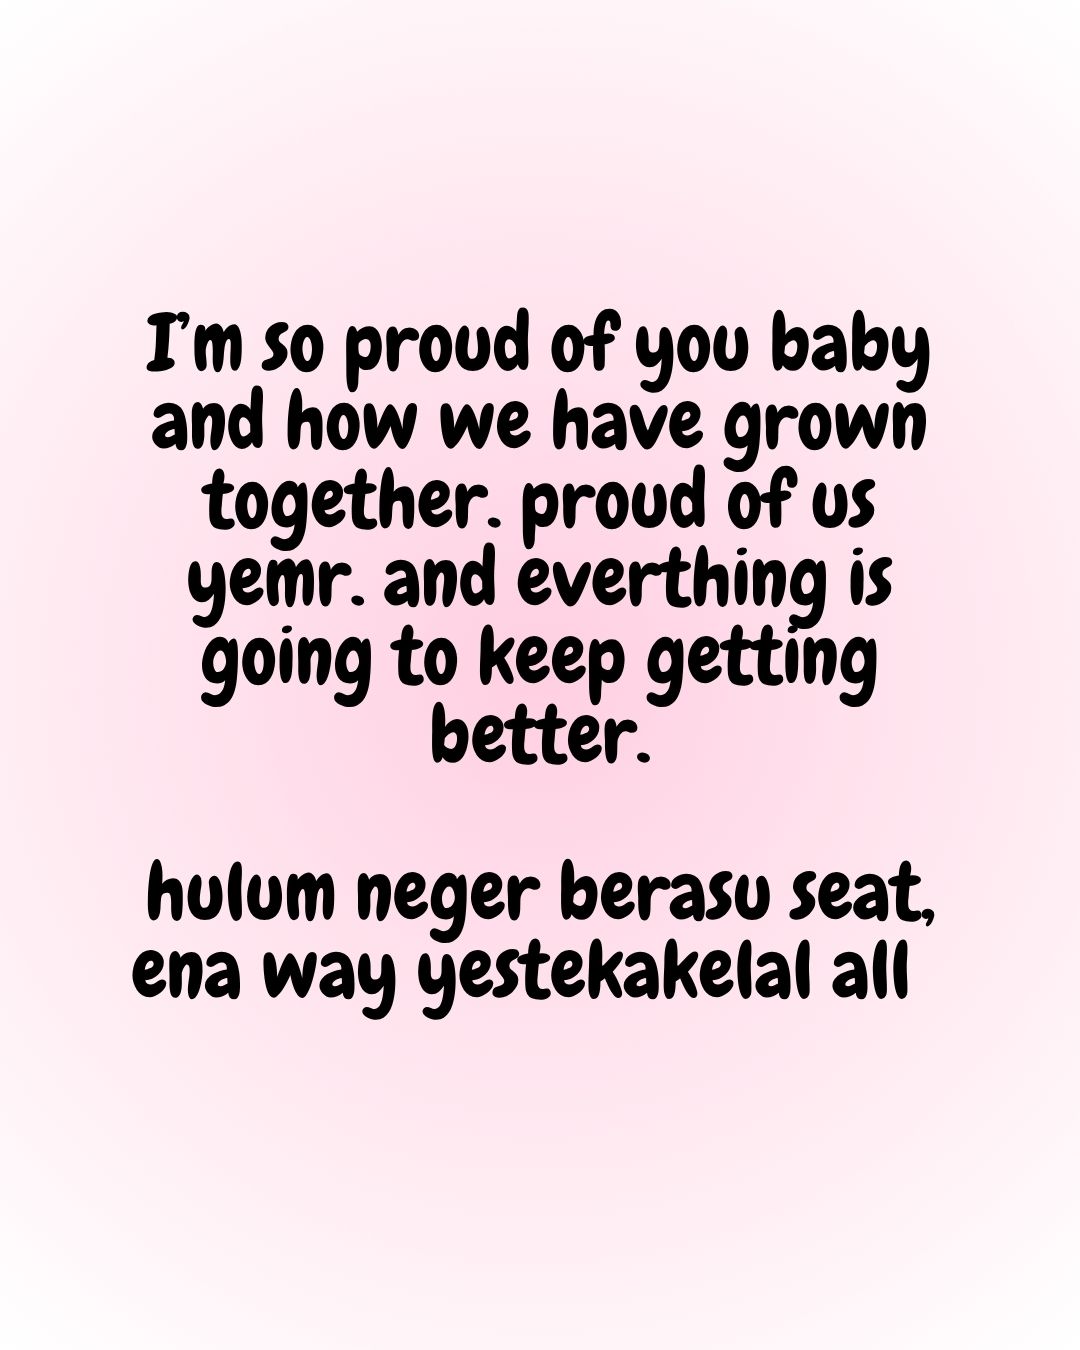 I'm so proud of you baby
and how we have grown
together. proud of us
yemr. and everthing is
going to keep getting
better.
hulum neger berasu seat,
ena way yestekakelal all